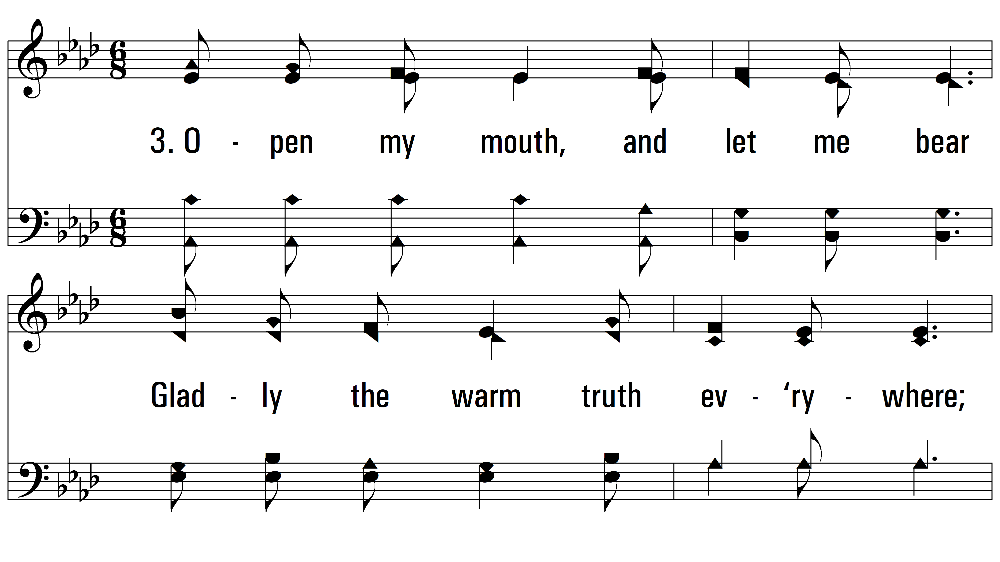 3. O - pen my mouth, and let me bear
Glad - ly the warm truth ev - ‘ry - where;